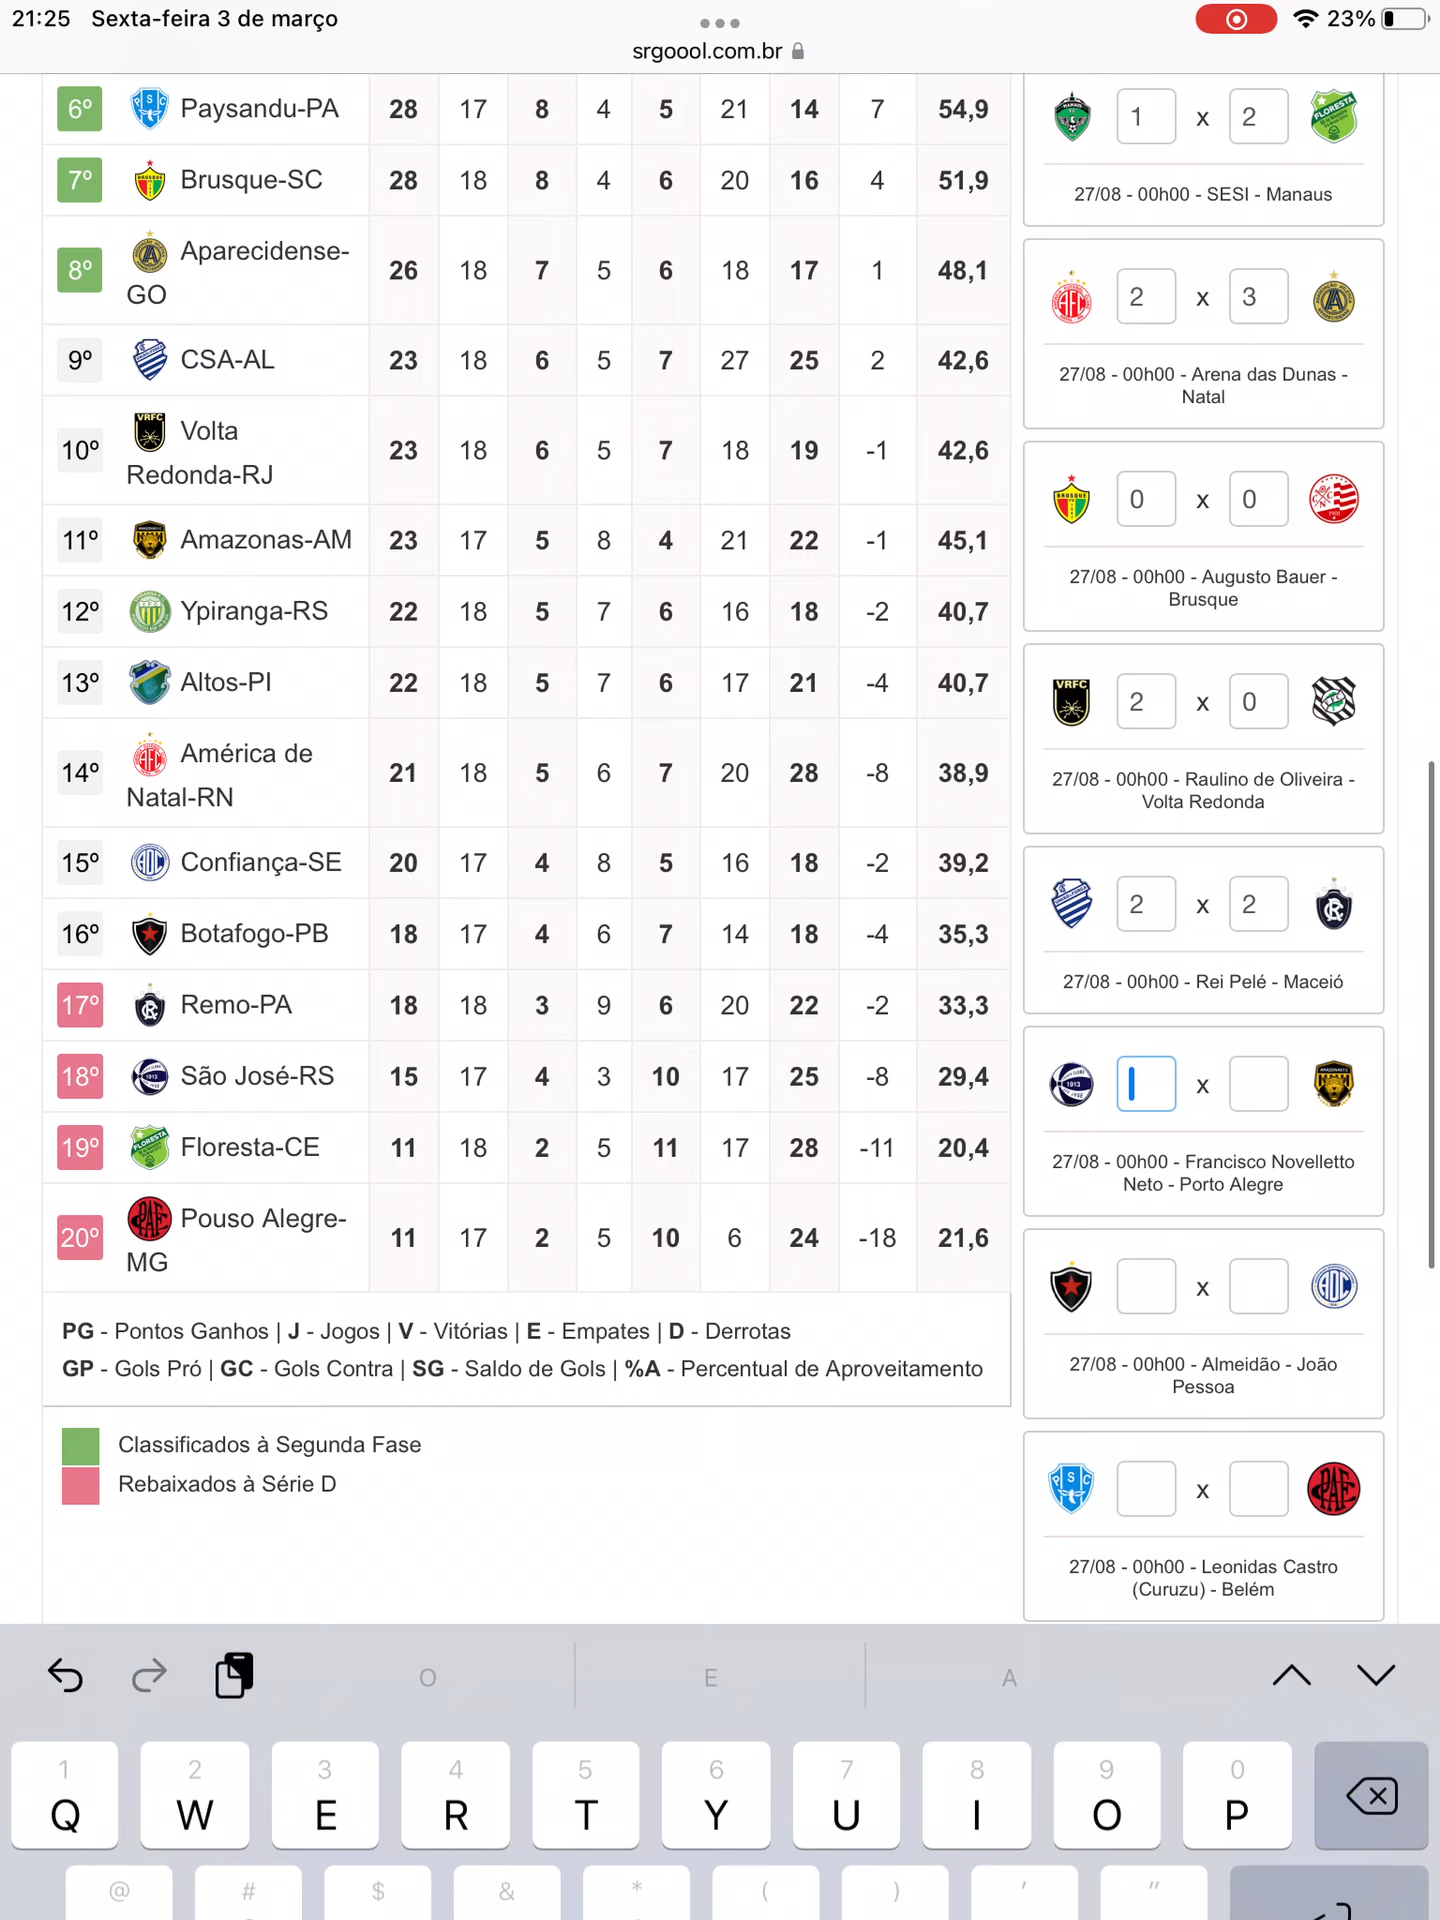 21:25 Sexta-feira 3 de março
23%
srgoool.com.br
6º Paysandu-PA 28 17 8 4 5 21 14 7 54,9
7º Brusque-SC 28 18 8 4 6 20 16 4 51,9
8º Aparecidense-GO 26 18 7 5 6 18 17 1 48,1
9º CSA-AL 23 18 6 5 7 27 25 2 42,6
10º Volta Redonda-RJ 23 18 6 5 7 18 19 -1 42,6
11º Amazonas-AM 23 17 5 8 4 21 22 -1 45,1
12º Ypiranga-RS 22 18 5 7 6 16 18 -2 40,7
13º Altos-PI 22 18 5 7 6 17 21 -4 40,7
14º América de Natal-RN 21 18 5 6 7 20 28 -8 38,9
15º Confiança-SE 20 17 4 8 5 16 18 -2 39,2
16º Botafogo-PB 18 17 4 6 7 14 18 -4 35,3
17º Remo-PA 18 18 3 9 6 20 22 -2 33,3
18º São José-RS 15 17 4 3 10 17 25 -8 29,4
19º Floresta-CE 11 18 2 5 11 17 28 -11 20,4
20º Pouso Alegre-MG 11 17 2 5 10 6 24 -18 21,6
PG - Pontos Ganhos | J - Jogos | V - Vitórias | E - Empates | D - Derrotas
GP - Gols Pró | GC - Gols Contra | SG - Saldo de Gols | %A - Percentual de Aproveitamento
Classificados à Segunda Fase
Rebaixados à Série D
1 x 2
27/08 - 00h00 - SESI - Manaus
2 x 3
27/08 - 00h00 - Arena das Dunas -
Natal
0 x 0
27/08 - 00h00 - Augusto Bauer -
Brusque
2 x 0
27/08 - 00h00 - Raulino de Oliveira -
Volta Redonda
2 x 2
27/08 - 00h00 - Rei Pelé - Maceió
x
27/08 - 00h00 - Francisco Novelletto
Neto - Porto Alegre
x
27/08 - 00h00 - Almeidão - João
Pessoa
x
27/08 - 00h00 - Leonidas Castro
(Curuzu) - Belém
O E A
1 2 3 4 5 6 7 8 9 0
Q W E R T Y U I O P
@ # $ & * ( ) ' "